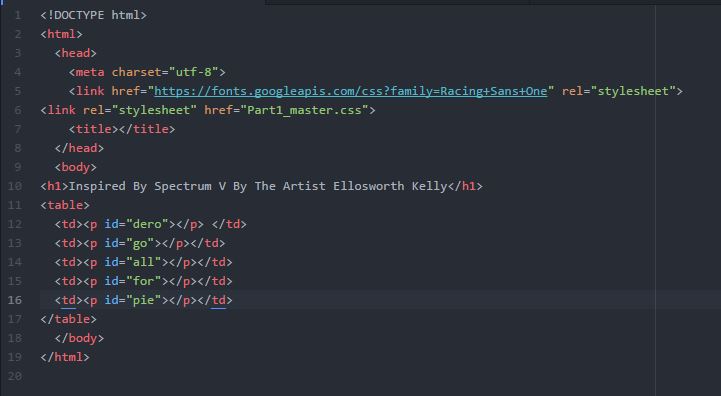 1 <!DOCTYPE html>
2 <html>
3 <head>
4 <meta charset="utf-8">
5 <link href="https://fonts.googleapis.com/css?family=Racing+Sans+One" rel="stylesheet">
6 <link rel="stylesheet" href="Part1_master.css">
7 <title></title>
8 </head>
9 <body>
10 <h1>Inspired By Spectrum V By The Artist Ellosworth Kelly</h1>
11 <table>
12 <td><p id="dero"></p> </td>
13 <td><p id="go"></p></td>
14 <td><p id="all"></p></td>
15 <td><p id="for"></p></td>
16 <td><p id="pie"></p></td>
17 </table>
18 </body>
19 </html>
20